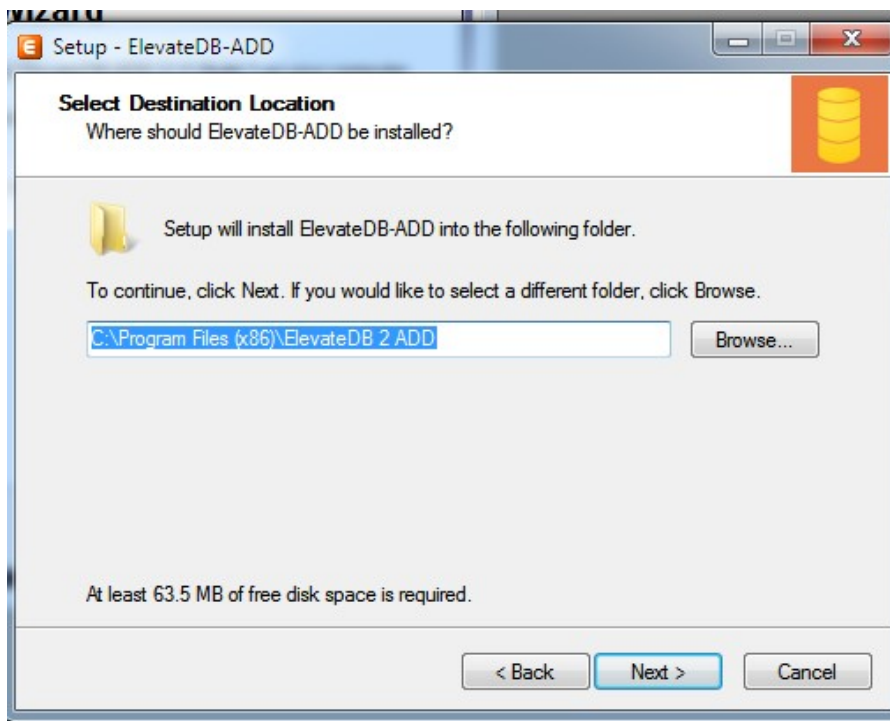 wizard
Setup - ElevateDB-ADD
Select Destination Location
Where should ElevateDB-ADD be installed?
Setup will install ElevateDB-ADD into the following folder.
To continue, click Next. If you would like to select a different folder, click Browse.
C:\Program Files (x86)\ElevateDB 2 ADD
Browse...
At least 63.5 MB of free disk space is required.
< Back
Next >
Cancel